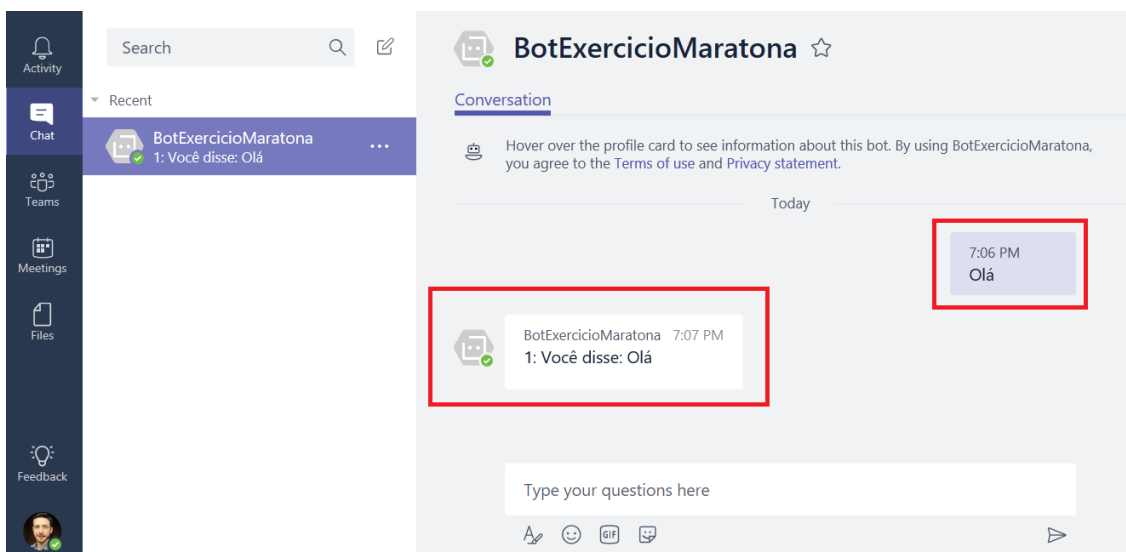 Activity
Chat
Teams
Meetings
Files
Feedback
Search
Recent
BotExercicioMaratona
1: Você disse: Olá
BotExercicioMaratona
Conversation
Hover over the profile card to see information about this bot. By using BotExercicioMaratona,
you agree to the Terms of use and Privacy statement.
Today
7:06 PM
Olá
BotExercicioMaratona 7:07 PM
1: Você disse: Olá
Type your questions here
GIF